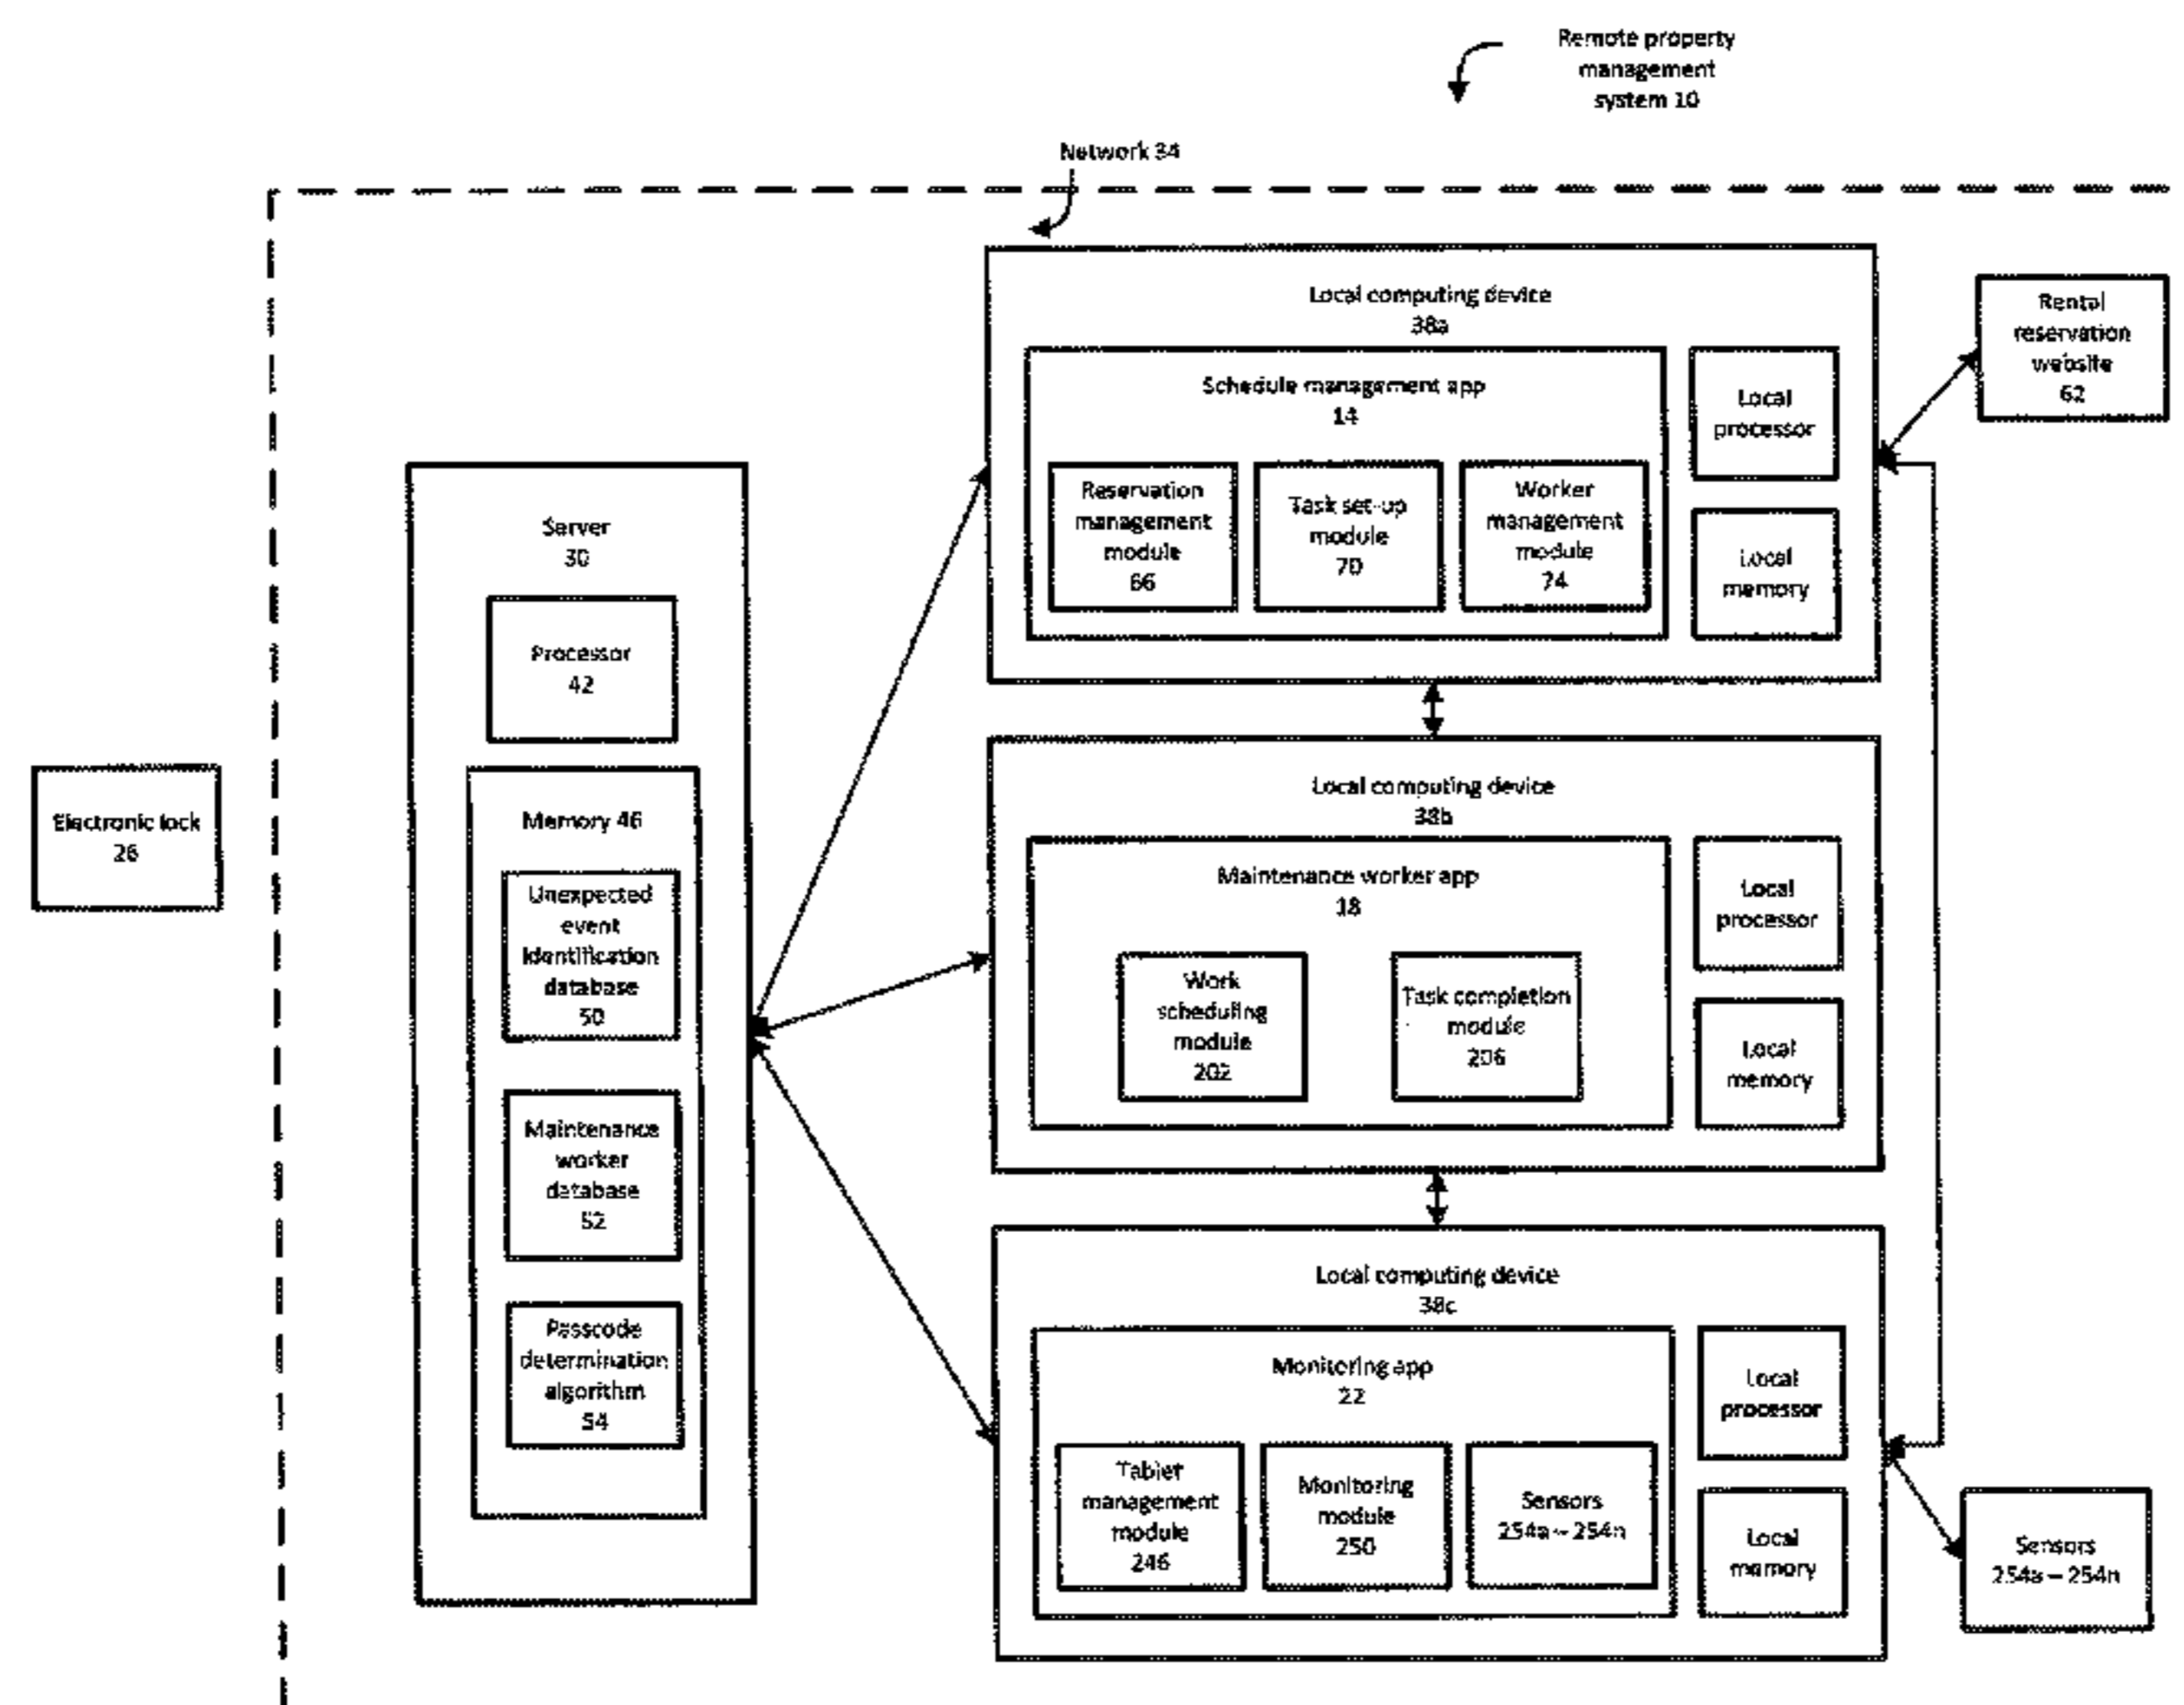 Remote property
management
system 10
Network 34
Local computing device
38a
Schedule management app
14
Reservation
management
module
66
Task set-up
module
70
Worker
management
module
74
Local
processor
Local
memory
Rental
reservation
website
62
Server
30
Processor
42
Memory 46
Unexpected
event
identification
database
50
Maintenance
worker
database
52
Passcode
determination
algorithm
54
Electronic lock
26
Local computing device
38b
Maintenance worker app
18
Work
scheduling
module
202
Task completion
module
206
Local
processor
Local
memory
Local computing device
38c
Monitoring app
22
Tablet
management
module
246
Monitoring
module
250
Sensors
254a – 254n
Local
processor
Local
memory
Sensors
254a – 254n